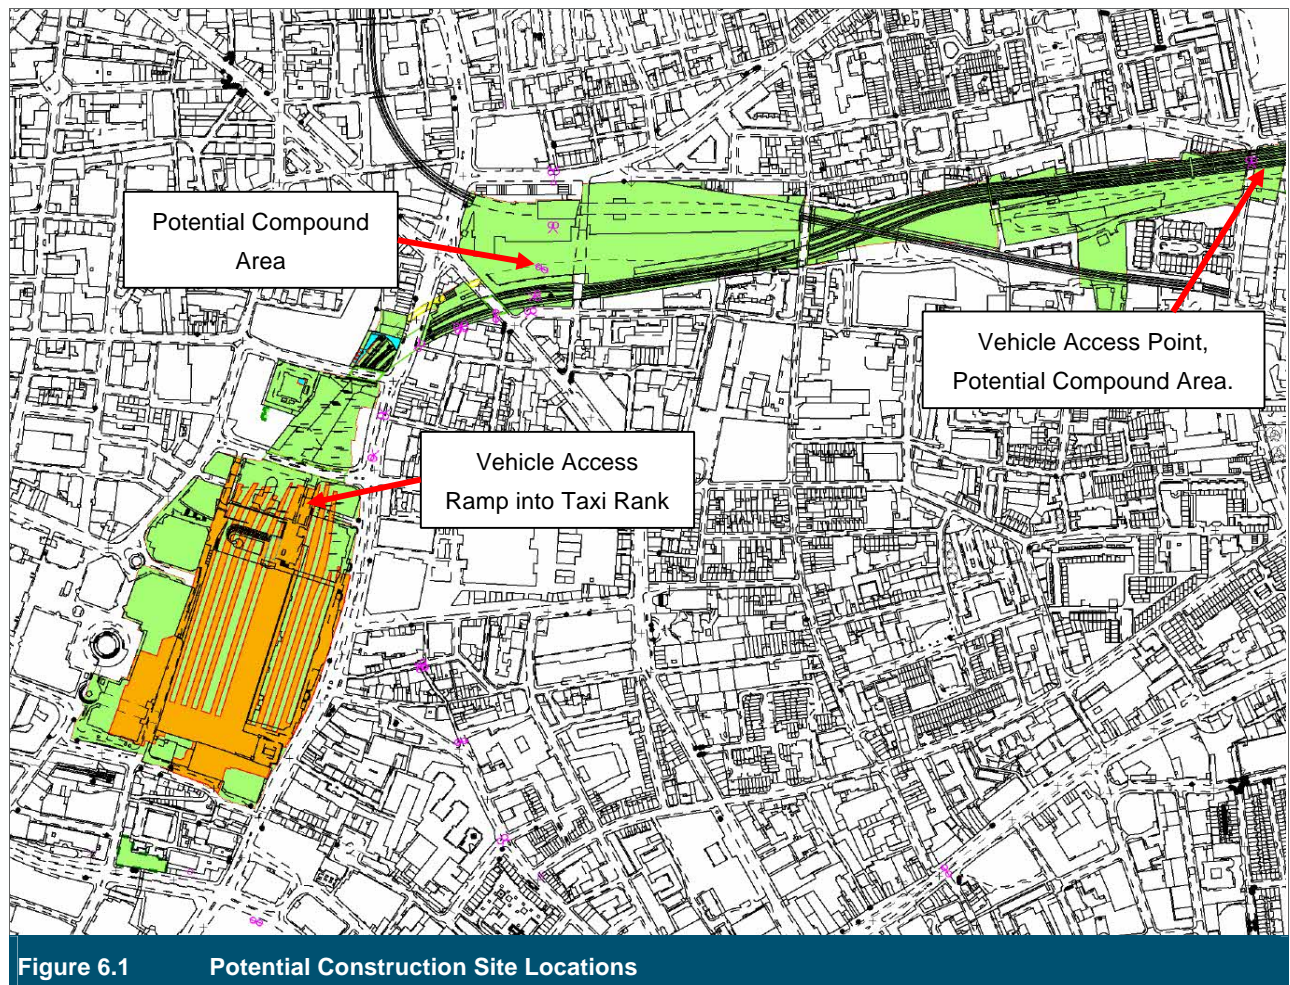 Potential Compound
Area
Vehicle Access Point,
Potential Compound Area.
Vehicle Access
Ramp into Taxi Rank
Figure 6.1 Potential Construction Site Locations